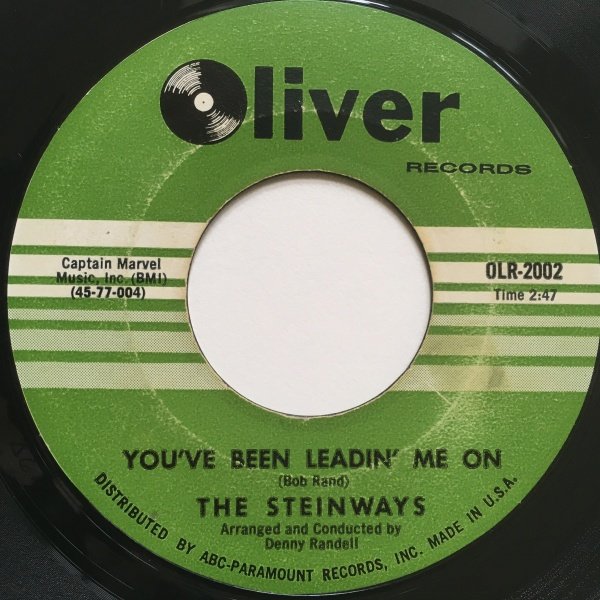 Oliver
RECORDS
Captain Marvel
Music, Inc. (BMI)
(45-77-004)
OLR-2002
Time 2:47
YOU'VE BEEN LEADIN' ME ON
(Bob Rand)
THE STEINWAYS
Arranged and Conducted by
Denny Randell
DISTRIBUTED BY ABC-PARAMOUNT RECORDS, INC. MADE IN U.S.A.